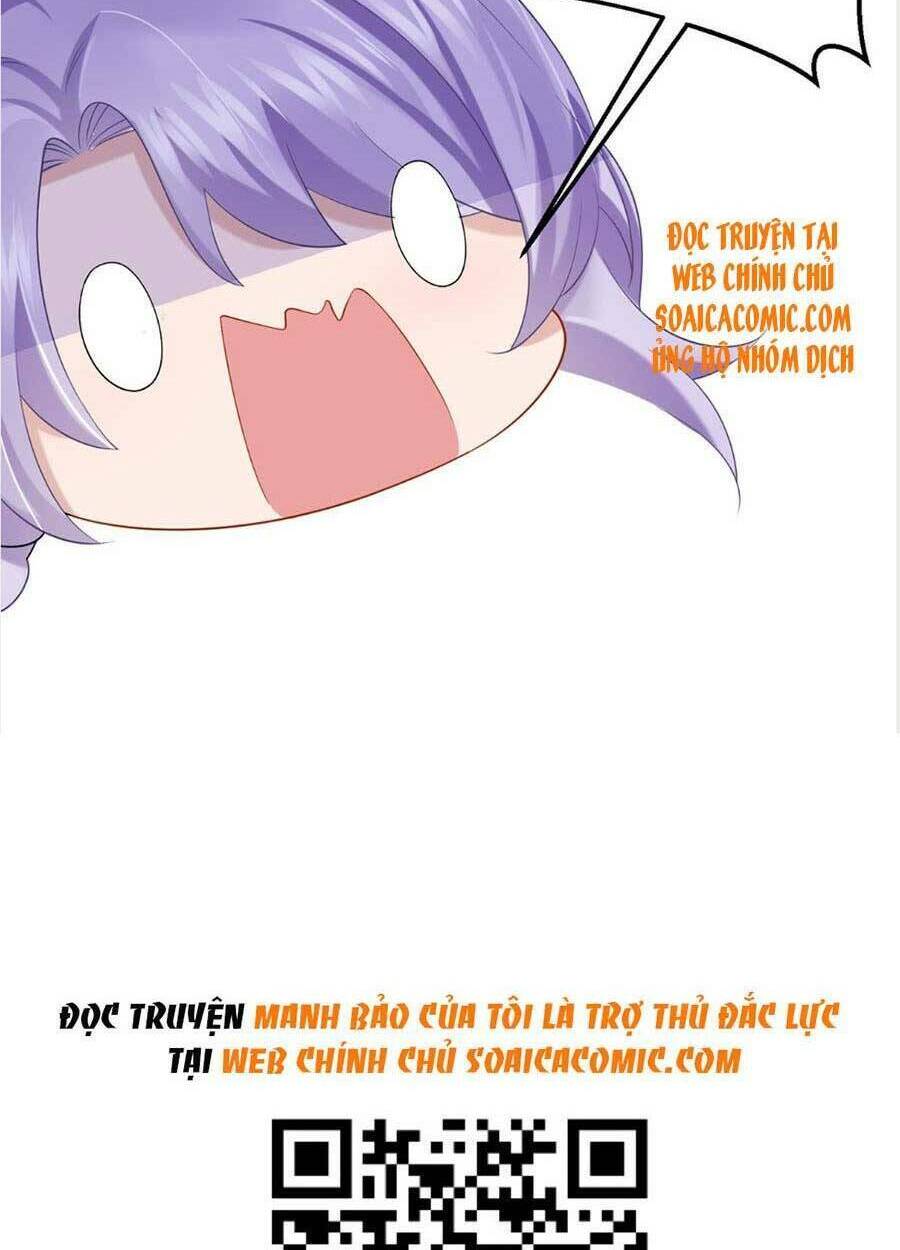 ĐỌC TRUYỆN TẠI
WEB CHÍNH CHỦ
SOAICACOMIC.COM
ỦNG HỘ NHÓM DỊCH
ĐỌC TRUYỆN MANH BẢO CỦA TÔI LÀ TRỢ THỦ ĐẮC LỰC
TẠI WEB CHÍNH CHỦ SOAICACOMIC.COM